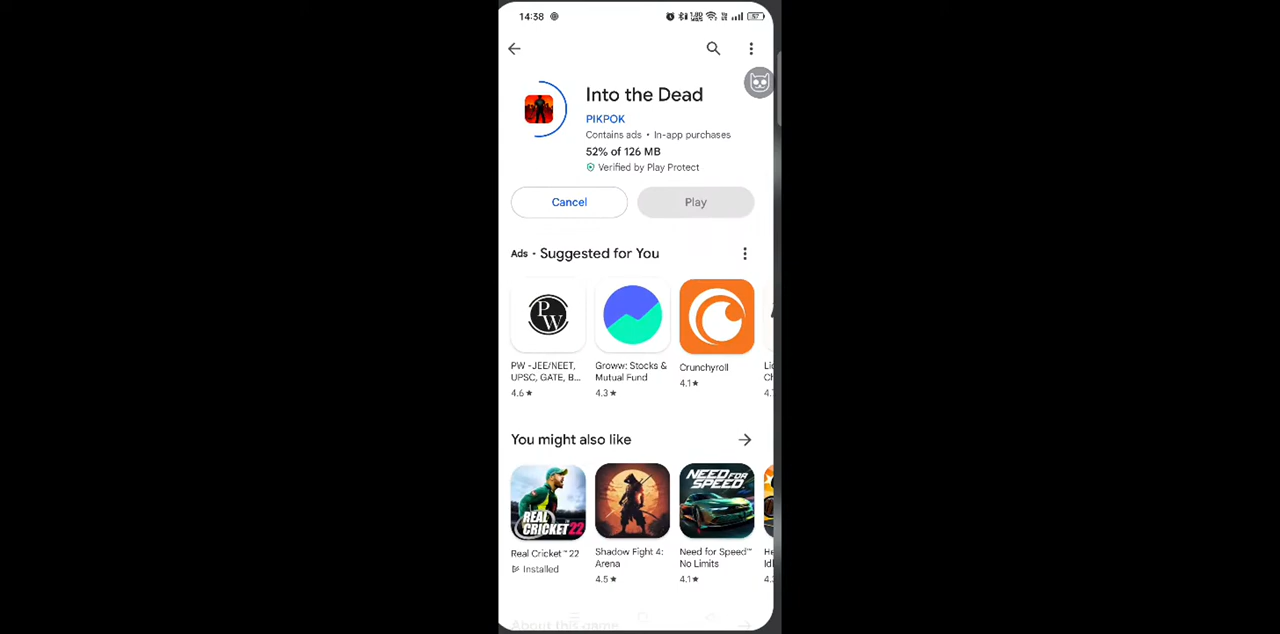 14:38
57
Into the Dead
PIKPOK
Contains ads • In-app purchases
52% of 126 MB
Verified by Play Protect
Cancel
Play
Ads • Suggested for You
PW
PW -JEE/NEET,
UPSC, GATE, B...
4.6★
Groww: Stocks &
Mutual Fund
4.3★
Crunchyroll
4.1★
You might also like
REAL
CRICKET 22
NEED FOR
SPEED
Real Cricket™ 22
Installed
Shadow Fight 4:
Arena
4.5★
Need for Speed™
No Limits
4.1★
About this game